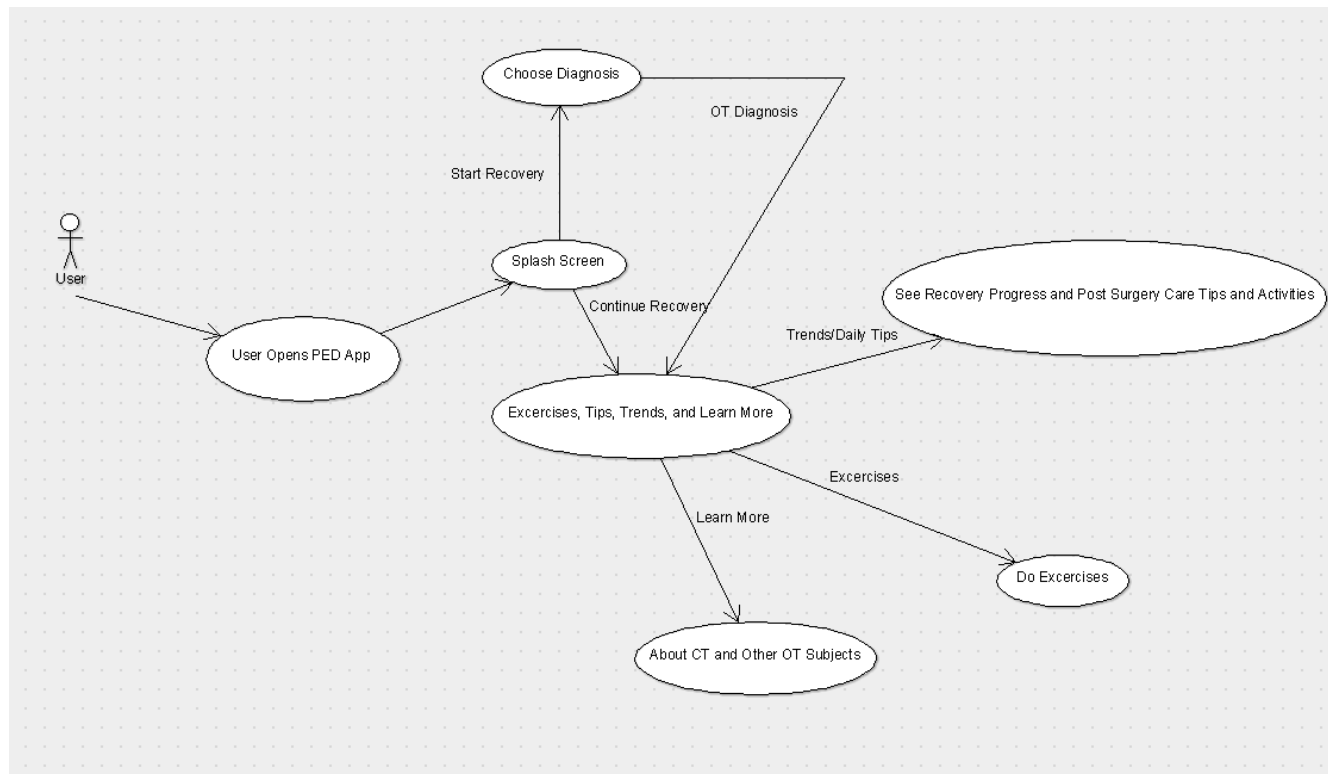 Choose Diagnosis
OT Diagnosis
Start Recovery
User
Splash Screen
Continue Recovery
See Recovery Progress and Post Surgery Care Tips and Activities
User Opens PED App
Trends/Daily Tips
Excercises, Tips, Trends, and Learn More
Excercises
Learn More
Do Excercises
About CT and Other OT Subjects